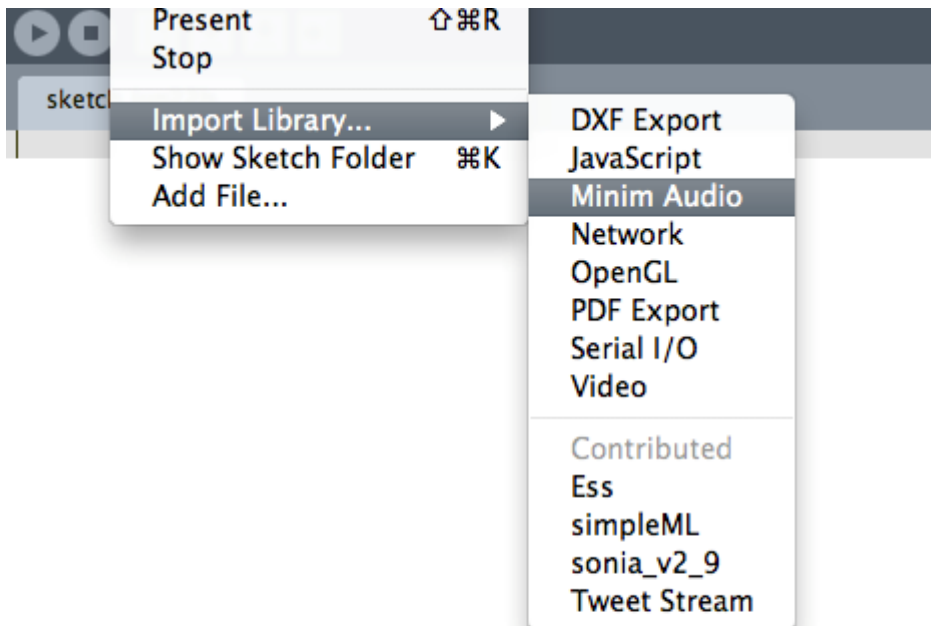 Present ⇧⌘R
Stop
sketc
Import Library... ▶
Show Sketch Folder ⌘K
Add File...
DXF Export
JavaScript
Minim Audio
Network
OpenGL
PDF Export
Serial I/O
Video
Contributed
Ess
simpleML
sonia_v2_9
Tweet Stream